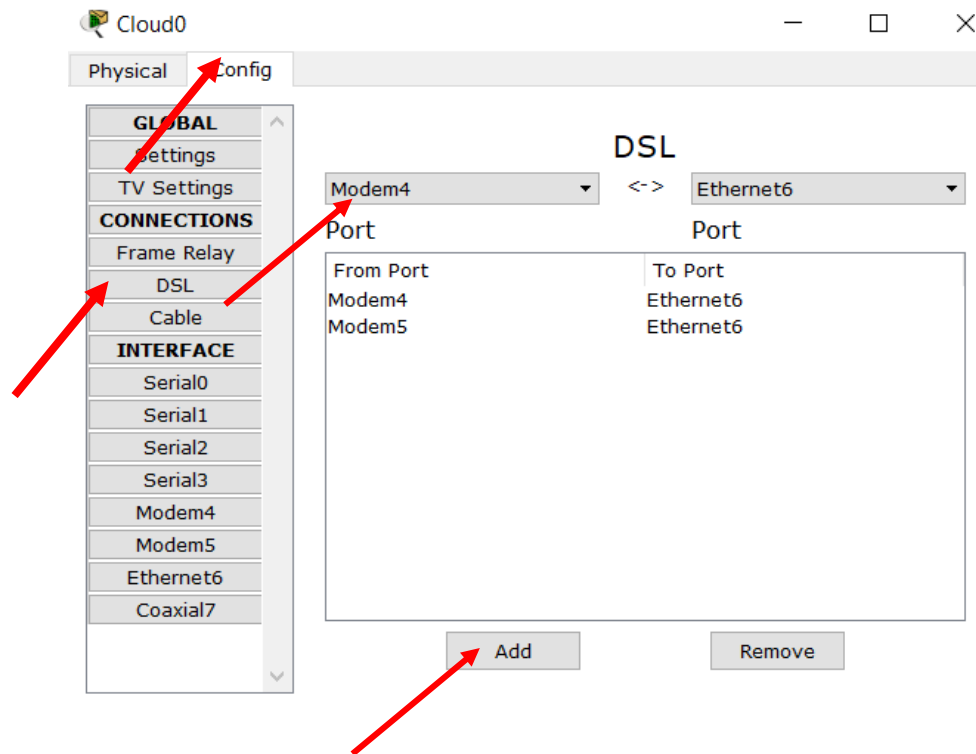 Cloud0
Physical Config
GLOBAL
Settings
TV Settings
CONNECTIONS
Frame Relay
DSL
Cable
INTERFACE
Serial0
Serial1
Serial2
Serial3
Modem4
Modem5
Ethernet6
Coaxial7
DSL
Modem4 <-> Ethernet6
Port Port
From Port To Port
Modem4 Ethernet6
Modem5 Ethernet6
Add Remove